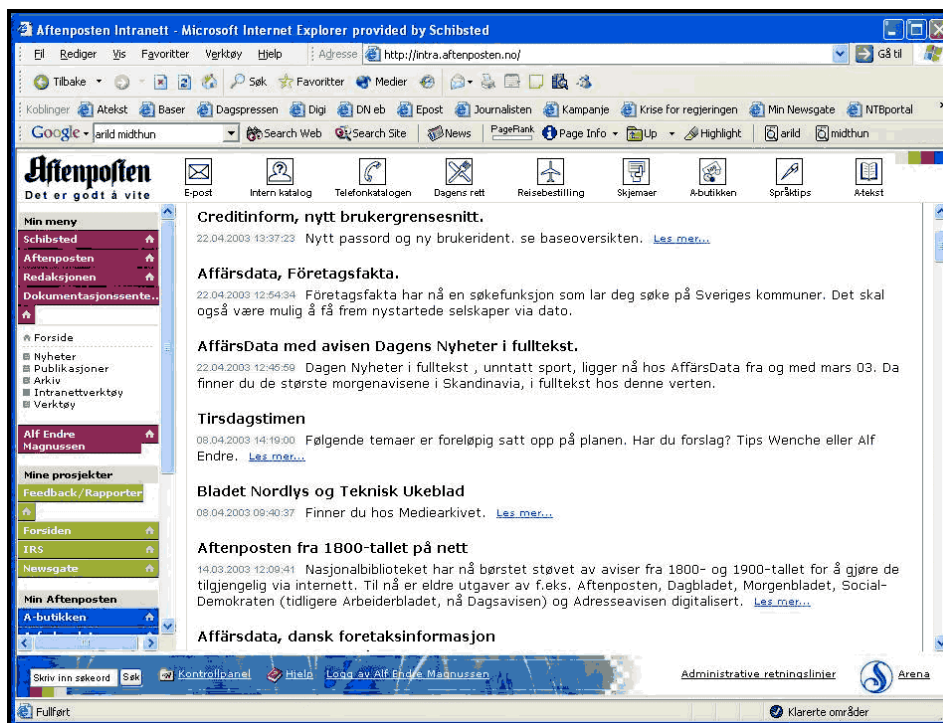 Aftenposten Intranett - Microsoft Internet Explorer provided by Schibsted
Fil Rediger Vis Favoritter Verktøy Hjelp Adresse http://intra.aftenposten.no/ Gå til
Tilbake Søk Favoritter Medier
Koblinger Atekst Baser Dagspressen Digi DN eb Epost Journalisten Kampanje Krise for regjeringen Min Newsgate NTBportal
Google arild midthun Search Web Search Site News PageRank Page Info Up Highlight arild midthun
Aftenposten
Det er godt å vite
E-post Intern katalog Telefonkatalogen Dagens rett Reisebestilling Skjemaer A-butikken Språktips A-tekst
Min meny
Schibsted
Aftenposten
Redaksjonen
Dokumentasjonssente..
Forside
Nyheter
Publikasjoner
Arkiv
Intranettverktøy
Verktøy
Alf Endre
Magnussen
Mine prosjekter
Feedback/Rapporter
Forsiden
IRS
Newsgate
Min Aftenposten
A-butikken
Creditinform, nytt brukergrensesnitt.
22.04.2003 13:37:23 Nytt passord og ny brukerident. se baseoversikten. Les mer...
Affärsdata, Företagsfakta.
22.04.2003 12:54:34 Företagsfakta har nå en søkefunksjon som lar deg søke på Sveriges kommuner. Det skal
også være mulig å få frem nystartede selskaper via dato.
AffärsData med avisen Dagens Nyheter i fulltekst.
22.04.2003 12:45:59 Dagen Nyheter i fulltekst , unntatt sport, ligger nå hos AffärsData fra og med mars 03. Da
finner du de største morgenavisene i Skandinavia, i fulltekst hos denne verten.
Tirsdagstimen
08.04.2003 14:19:00 Følgende temaer er foreløpig satt opp på planen. Har du forslag? Tips Wenche eller Alf
Endre. Les mer...
Bladet Nordlys og Teknisk Ukeblad
08.04.2003 09:40:37 Finner du hos Mediearkivet. Les mer...
Aftenposten fra 1800-tallet på nett
14.03.2003 12:09:41 Nasjonalbiblioteket har nå børstet støvet av aviser fra 1800- og 1900-tallet for å gjøre de
tilgjengelig via internett. Til nå er eldre utgaver av f.eks. Aftenposten, Dagbladet, Morgenbladet, Social-
Demokraten (tidligere Arbeiderbladet, nå Dagsavisen) og Adresseavisen digitalisert. Les mer...
Affärsdata, dansk foretaksinformasjon
Skriv inn søkeord Søk Kontrollpanel Hjelp Logg av Alf Endre Magnussen Administrative retningslinjer Arena
Fullført Klarerte områder